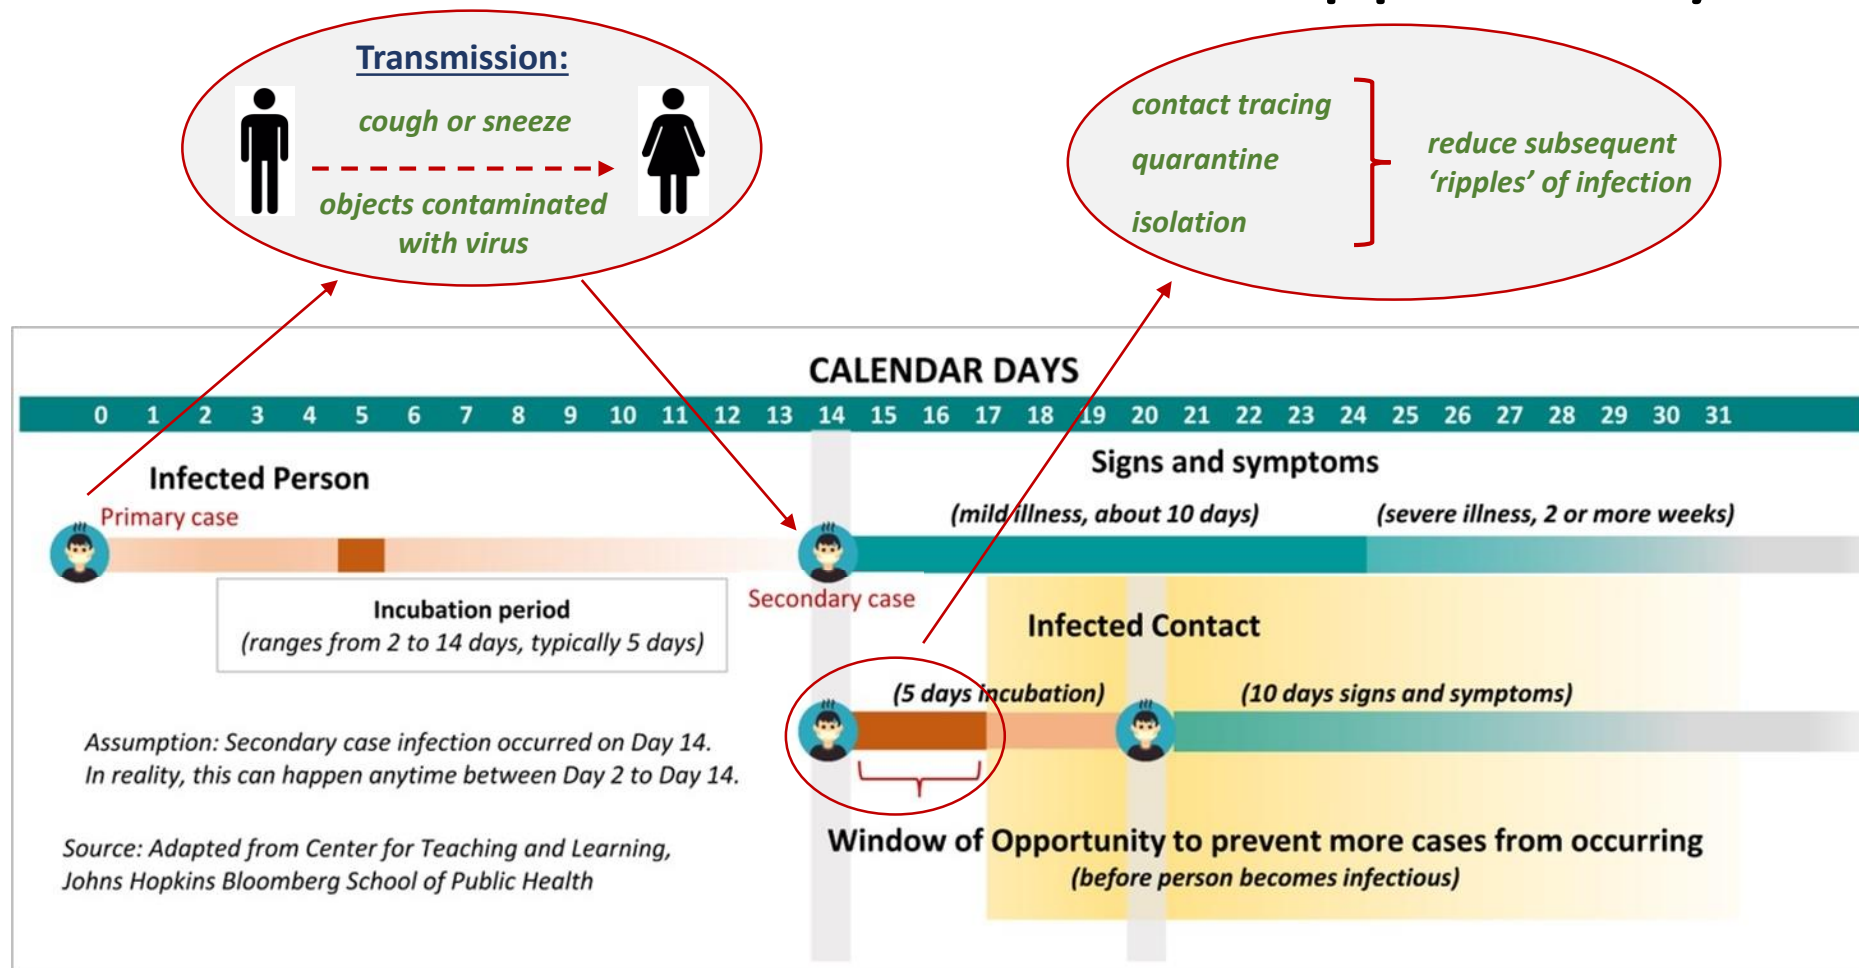 Transmission:
cough or sneeze
objects contaminated
with virus
contact tracing
quarantine
isolation
reduce subsequent
‘ripples’ of infection
CALENDAR DAYS
0 1 2 3 4 5 6 7 8 9 10 11 12 13 14 15 16 17 18 19 20 21 22 23 24 25 26 27 28 29 30 31
Infected Person
Primary case
Signs and symptoms
(mild illness, about 10 days)
(severe illness, 2 or more weeks)
Incubation period
(ranges from 2 to 14 days, typically 5 days)
Secondary case
Infected Contact
(5 days incubation)
(10 days signs and symptoms)
Assumption: Secondary case infection occurred on Day 14.
In reality, this can happen anytime between Day 2 to Day 14.
Window of Opportunity to prevent more cases from occurring
(before person becomes infectious)
Source: Adapted from Center for Teaching and Learning,
Johns Hopkins Bloomberg School of Public Health